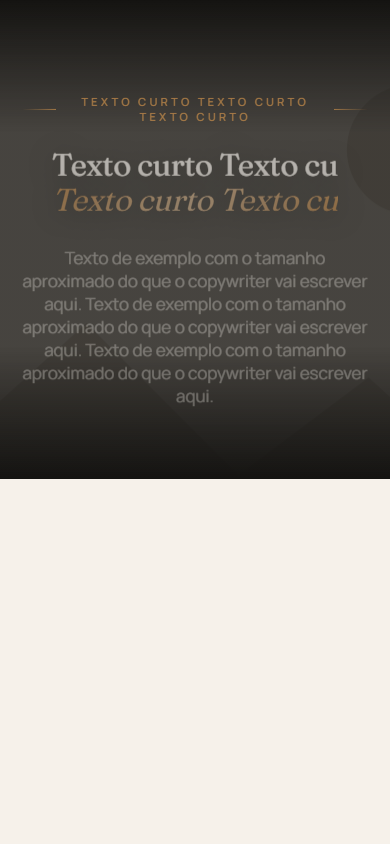 TEXTO CURTO TEXTO CURTO
TEXTO CURTO
Texto curto Texto cu
Texto curto Texto cu
Texto de exemplo com o tamanho
aproximado do que o copywriter vai escrever
aqui. Texto de exemplo com o tamanho
aproximado do que o copywriter vai escrever
aqui. Texto de exemplo com o tamanho
aproximado do que o copywriter vai escrever
aqui.